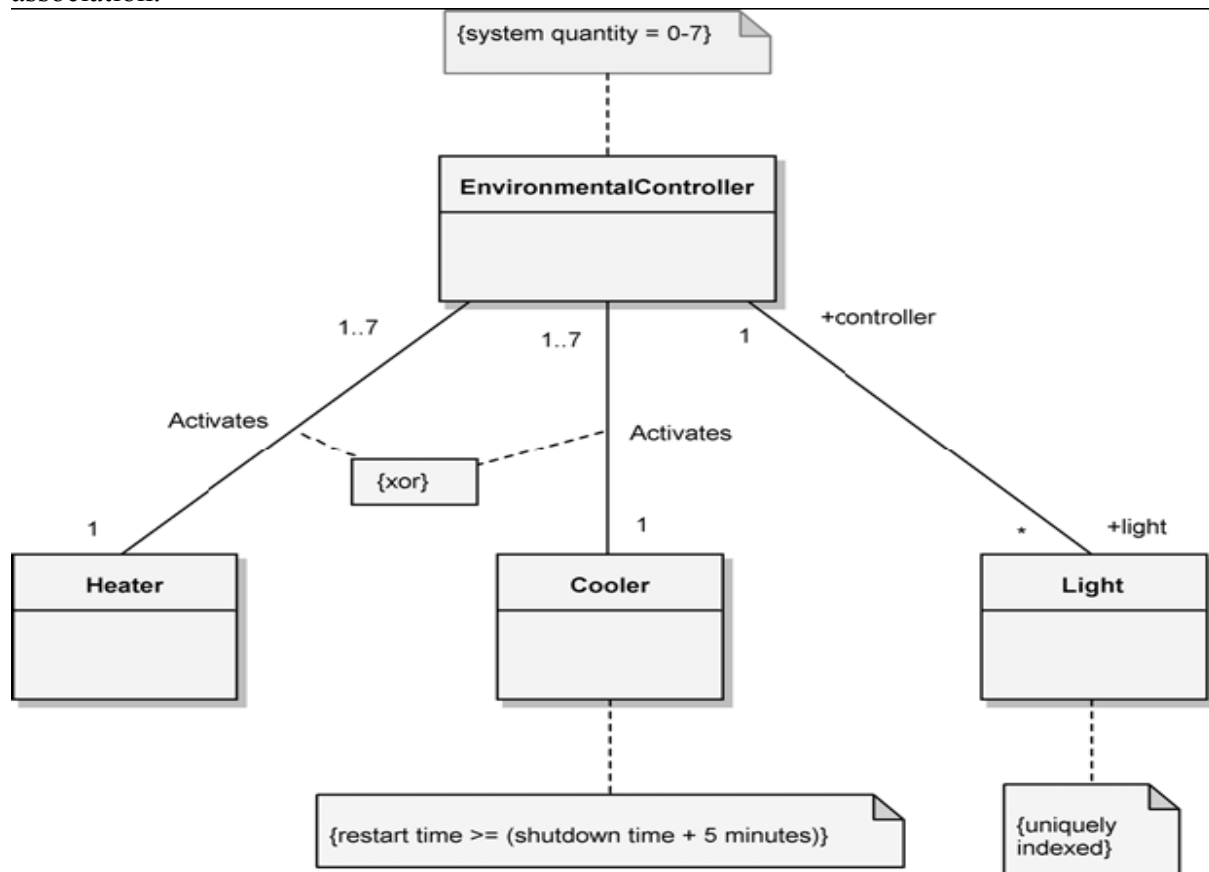 association.
{system quantity = 0-7}
EnvironmentalController
1..7
1..7
1
+controller
Activates
Activates
{xor}
1
1
*
+light
Heater
Cooler
Light
{restart time >= (shutdown time + 5 minutes)}
{uniquely
indexed}